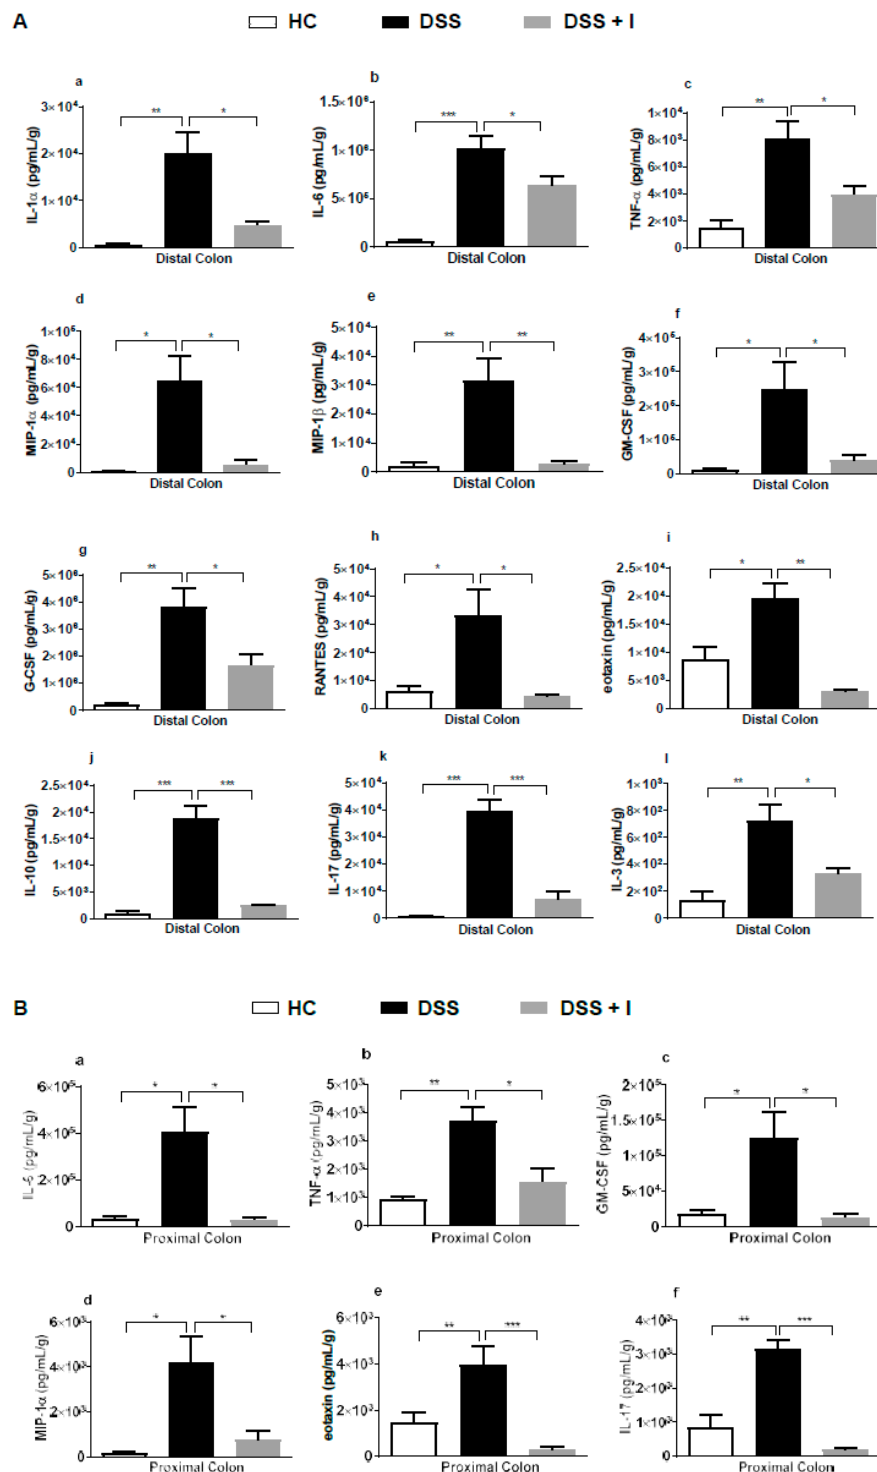 A
HC DSS DSS + I
a
3×10⁴
2×10⁴
1×10⁴
0
IL-1α (pg/mL/g)
** *
Distal Colon
b
1.5×10⁶
1×10⁶
5×10⁵
0
IL-6 (pg/mL/g)
*** *
Distal Colon
c
1×10⁴
8×10³
6×10³
4×10³
2×10³
0
TNF-α (pg/mL/g)
** *
Distal Colon
d
1×10⁵
8×10⁴
6×10⁴
4×10⁴
2×10⁴
0
MIP-1α (pg/mL/g)
* *
Distal Colon
e
5×10⁴
4×10⁴
3×10⁴
2×10⁴
1×10⁴
0
MIP-1β (pg/mL/g)
** **
Distal Colon
f
0
GM-CSF (pg/mL/g)
* *
Distal Colon
g
5×10⁶
4×10⁶
3×10⁶
2×10⁶
1×10⁶
0
G-CSF (pg/mL/g)
** *
Distal Colon
h
5×10⁴
4×10⁴
3×10⁴
2×10⁴
1×10⁴
0
RANTES (pg/mL/g)
* *
Distal Colon
i
2.5×10⁴
2×10⁴
1.5×10⁴
1×10⁴
5×10³
0
eotaxin (pg/mL/g)
* **
Distal Colon
j
2.5×10⁴
2×10⁴
1.5×10⁴
1×10⁴
5×10³
0
IL-10 (pg/mL/g)
*** ***
Distal Colon
k
5×10⁴
4×10⁴
3×10⁴
2×10⁴
1×10⁴
0
IL-17 (pg/mL/g)
*** ***
Distal Colon
l
1×10³
8×10²
6×10²
4×10²
2×10²
0
IL-3 (pg/mL/g)
** *
Distal Colon
B
HC DSS DSS + I
a
6×10⁵
4×10⁵
2×10⁵
0
IL-6 (pg/mL/g)
* *
Proximal Colon
b
5×10³
4×10³
3×10³
2×10³
1×10³
0
TNF-α (pg/mL/g)
** *
Proximal Colon
c
2×10⁵
1.5×10⁵
1×10⁵
5×10⁴
0
GM-CSF (pg/mL/g)
* *
Proximal Colon
d
6×10³
4×10³
2×10³
0
MIP-1α (pg/mL/g)
* *
Proximal Colon
e
6×10³
4×10³
2×10³
0
eotaxin (pg/mL/g)
** ***
Proximal Colon
f
4×10³
3×10³
2×10³
1×10³
0
IL-17 (pg/mL/g)
** ***
Proximal Colon